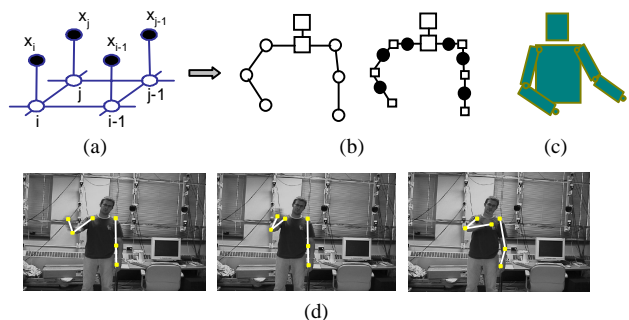 x_i
x_j
x_{i-1}
x_{j-1}
i
j
i-1
j-1
(a)
(b)
(c)
(d)